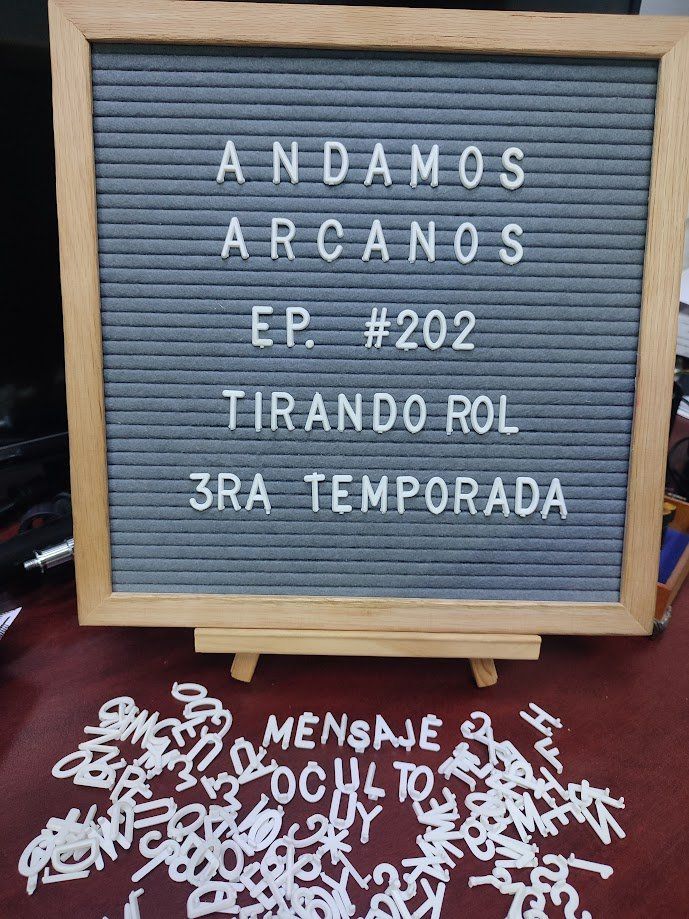 ANDAMOS
ARCANOS
EP. #202
TIRANDO ROL
3RA TEMPORADA
MENSAJE
OCULTO